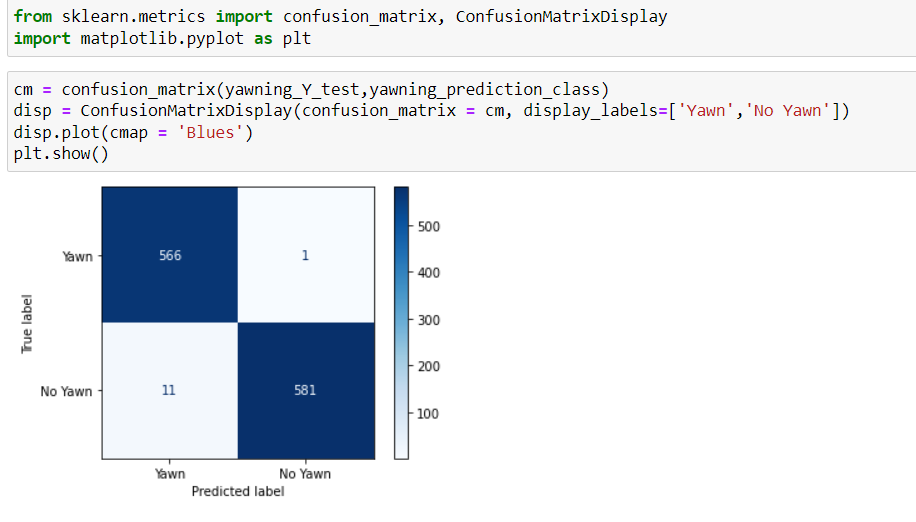 from sklearn.metrics import confusion_matrix, ConfusionMatrixDisplay
import matplotlib.pyplot as plt
cm = confusion_matrix(yawning_Y_test,yawning_prediction_class)
disp = ConfusionMatrixDisplay(confusion_matrix = cm, display_labels=['Yawn','No Yawn'])
disp.plot(cmap = 'Blues')
plt.show()
True label
Yawn 566 1
No Yawn 11 581
Yawn No Yawn
Predicted label
500
400
300
200
100